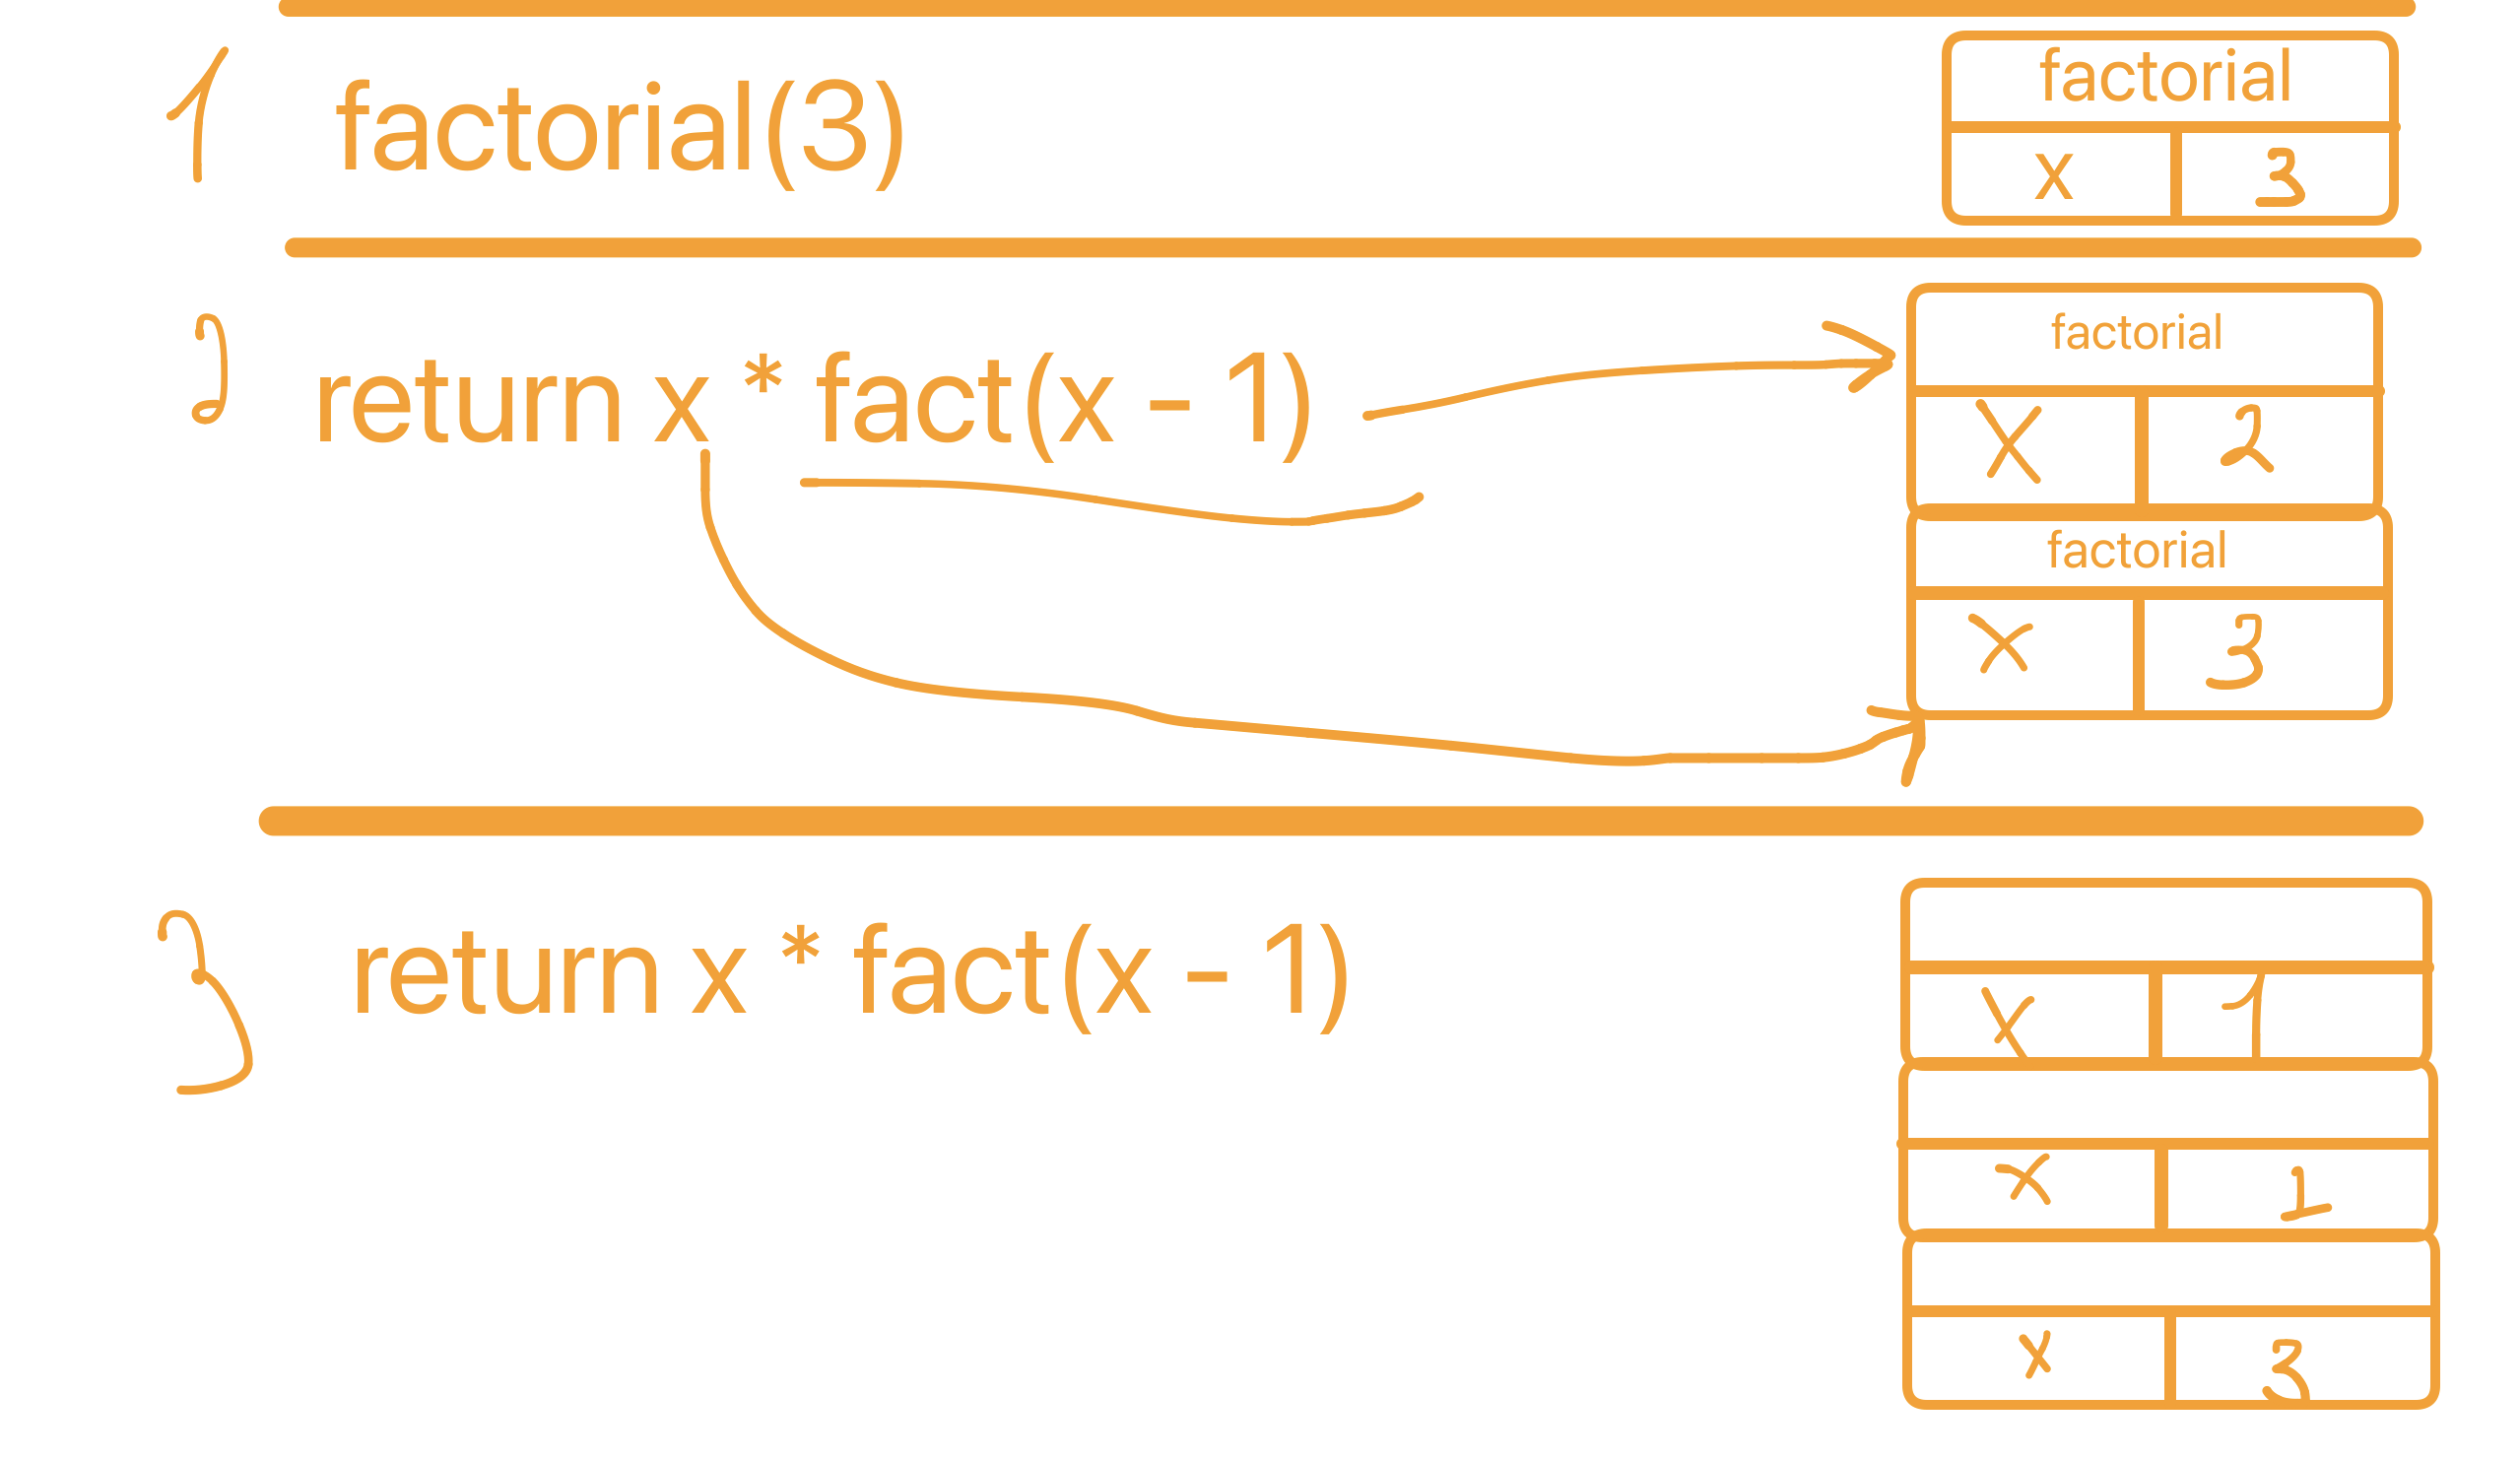 1 factorial(3)
factorial
x 3
2 return x * fact(x - 1)
factorial
x 2
factorial
x 3
3 return x * fact(x - 1)
x 1
x
x 3